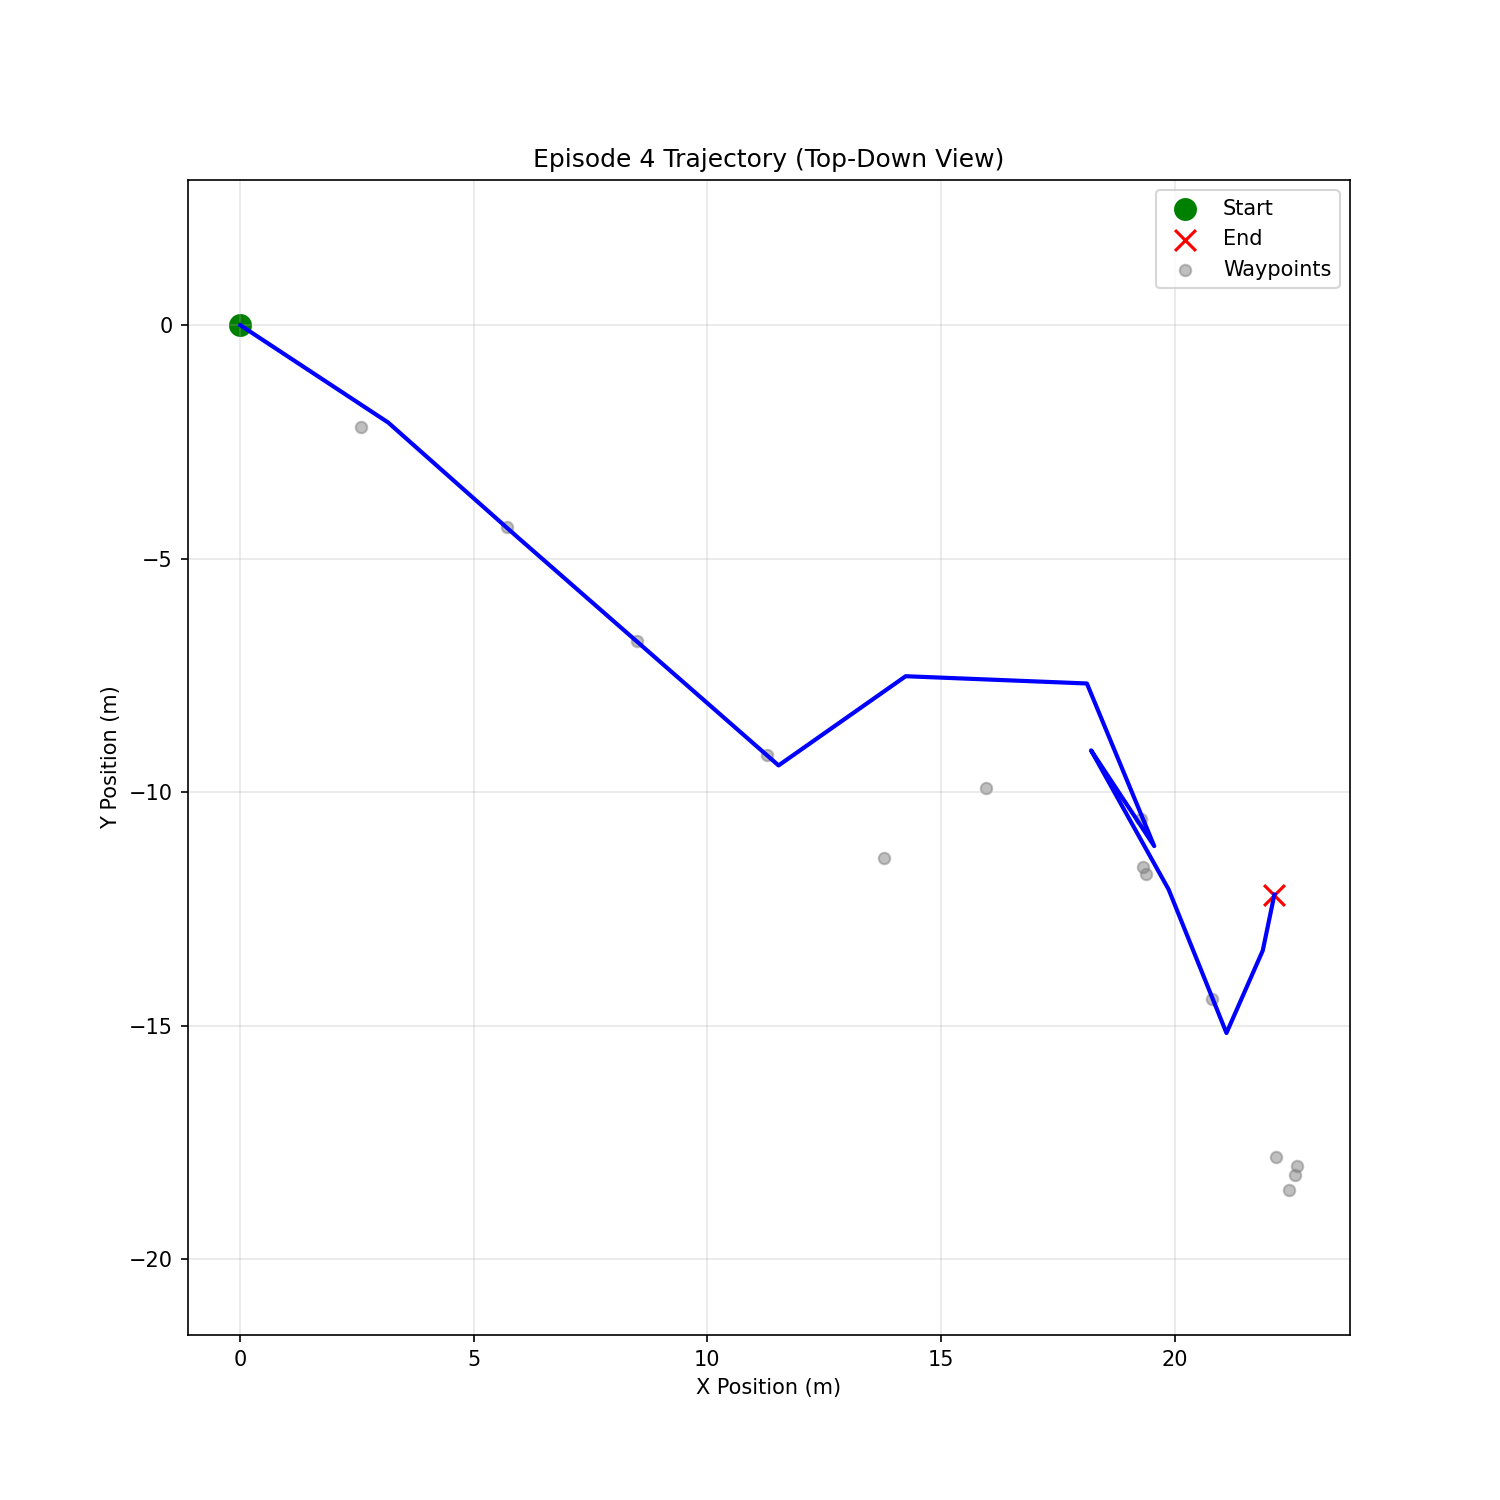 Episode 4 Trajectory (Top-Down View)
Start
End
Waypoints
0
−5
−10
−15
−20
Y Position (m)
0
5
10
15
20
X Position (m)